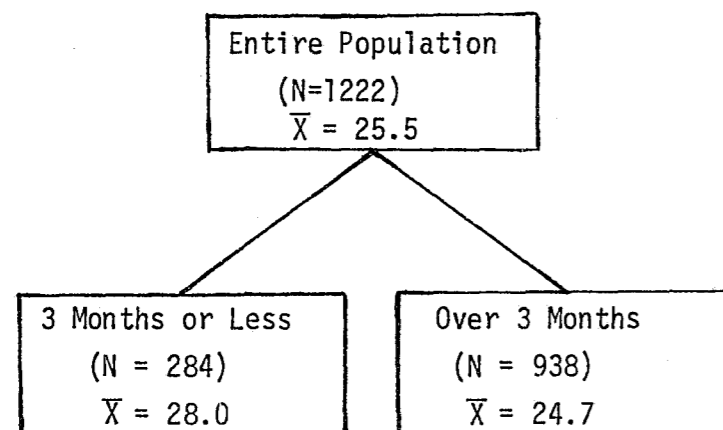 Entire Population
(N=1222)
X̅ = 25.5
3 Months or Less
(N = 284)
X̅ = 28.0
Over 3 Months
(N = 938)
X̅ = 24.7